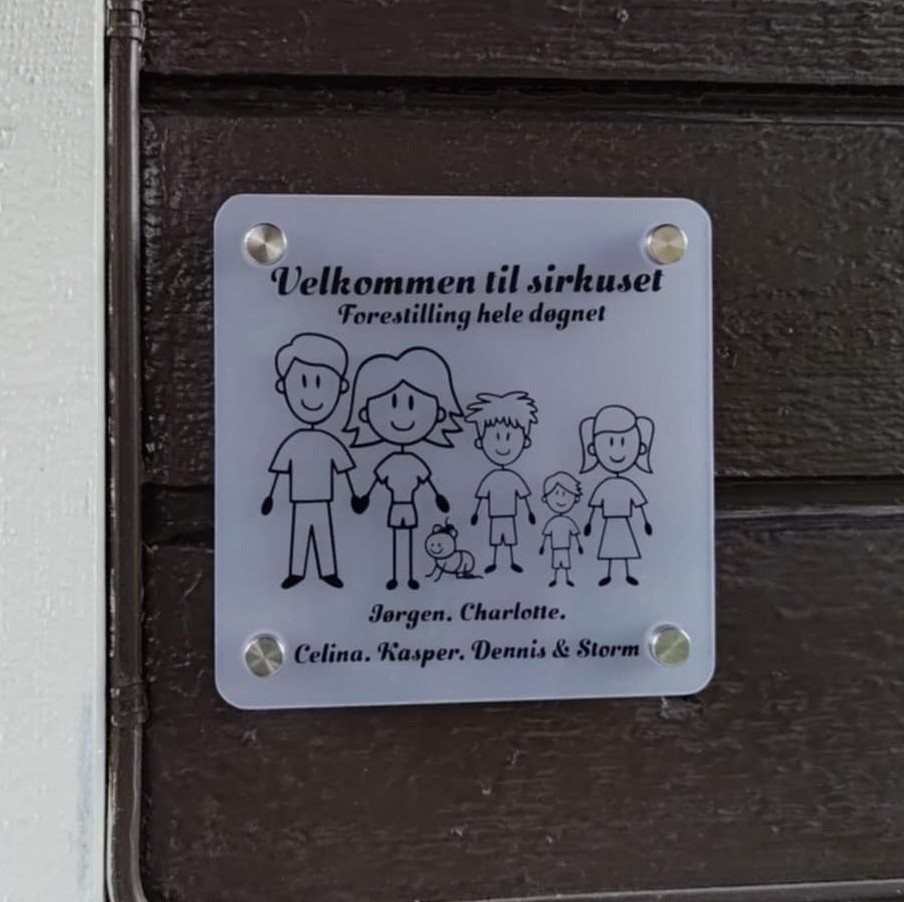 Velkommen til sirkuset
Forestilling hele døgnet
Jørgen. Charlotte.
Celina. Kasper. Dennis & Storm